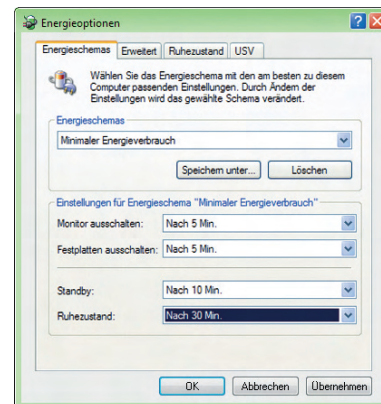 Energieoptionen
Energieschemas Erweitert Ruhezustand USV
Wählen Sie das Energieschema mit den am besten zu diesem
Computer passenden Einstellungen. Durch Ändern der
Einstellungen wird das gewählte Schema verändert.
Energieschemas
Minimaler Energieverbrauch
Speichern unter... Löschen
Einstellungen für Energieschema "Minimaler Energieverbrauch"
Monitor ausschalten: Nach 5 Min.
Festplatten ausschalten: Nach 5 Min.
Standby: Nach 10 Min.
Ruhezustand: Nach 30 Min.
OK Abbrechen Übernehmen